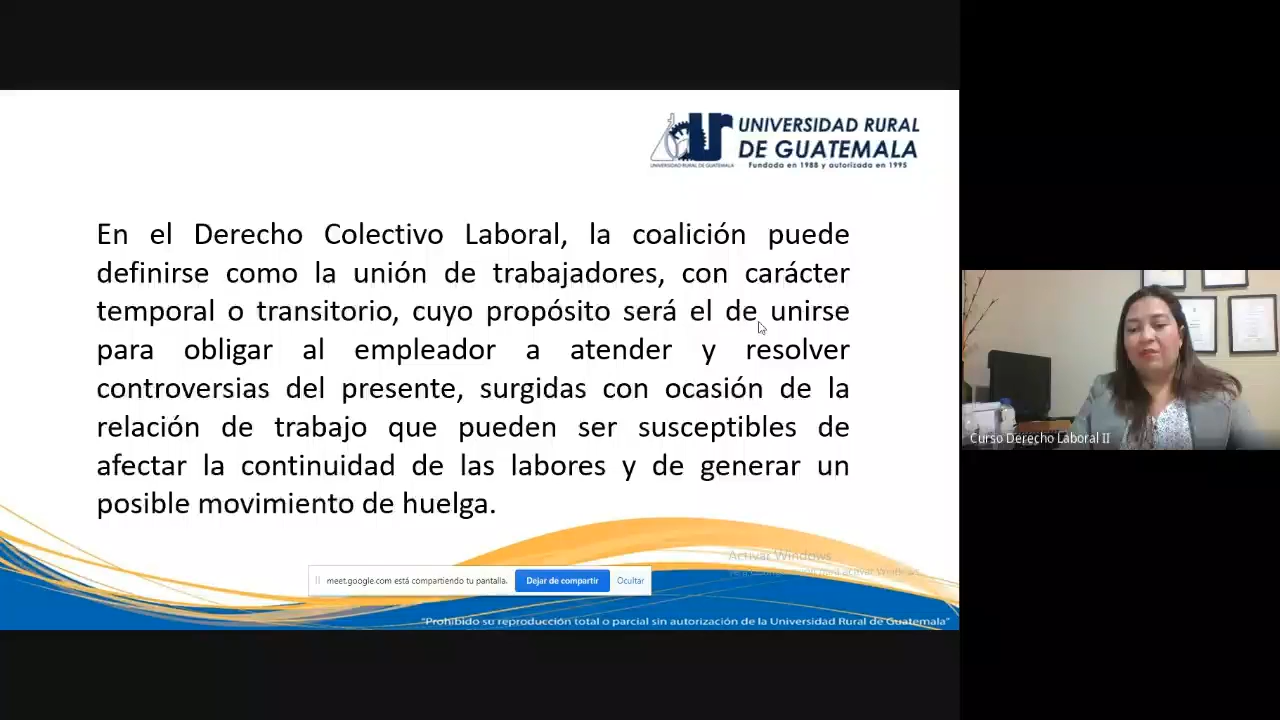 UNIVERSIDAD RURAL
DE GUATEMALA
Fundada en 1988 y autorizada en 1995
UNIVERSIDAD RURAL DE GUATEMALA
En el Derecho Colectivo Laboral, la coalición puede
definirse como la unión de trabajadores, con carácter
temporal o transitorio, cuyo propósito será el de unirse
para obligar al empleador a atender y resolver
controversias del presente, surgidas con ocasión de la
relación de trabajo que pueden ser susceptibles de
afectar la continuidad de las labores y de generar un
posible movimiento de huelga.
Activar Windows
meet.google.com está compartiendo tu pantalla.
Dejar de compartir
Ocultar
"Prohibido su reproducción total o parcial sin autorización de la Universidad Rural de Guatemala"
Curso Derecho Laboral II